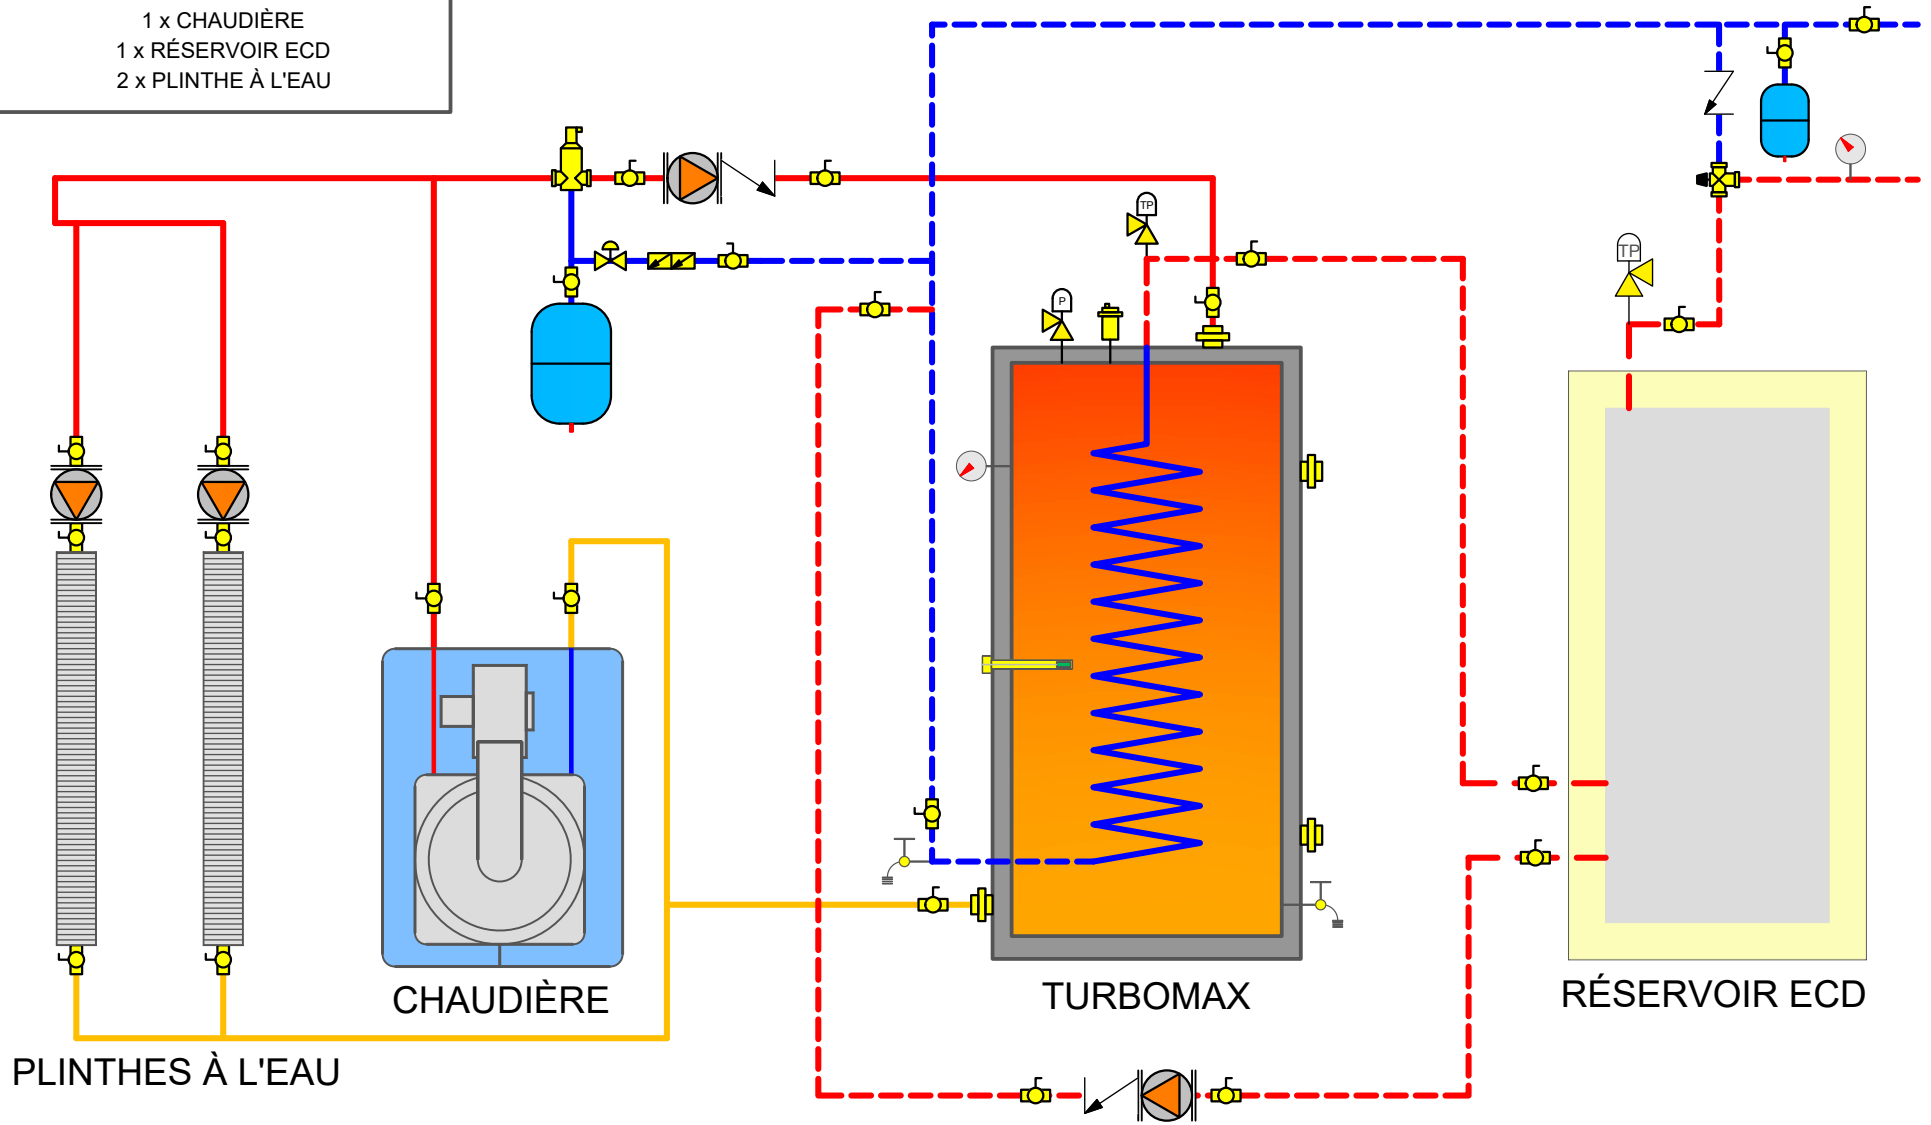 1 x CHAUDIÈRE
1 x RÉSERVOIR ECD
2 x PLINTHE À L'EAU
TP
TP
P
CHAUDIÈRE
TURBOMAX
RÉSERVOIR ECD
PLINTHES À L'EAU